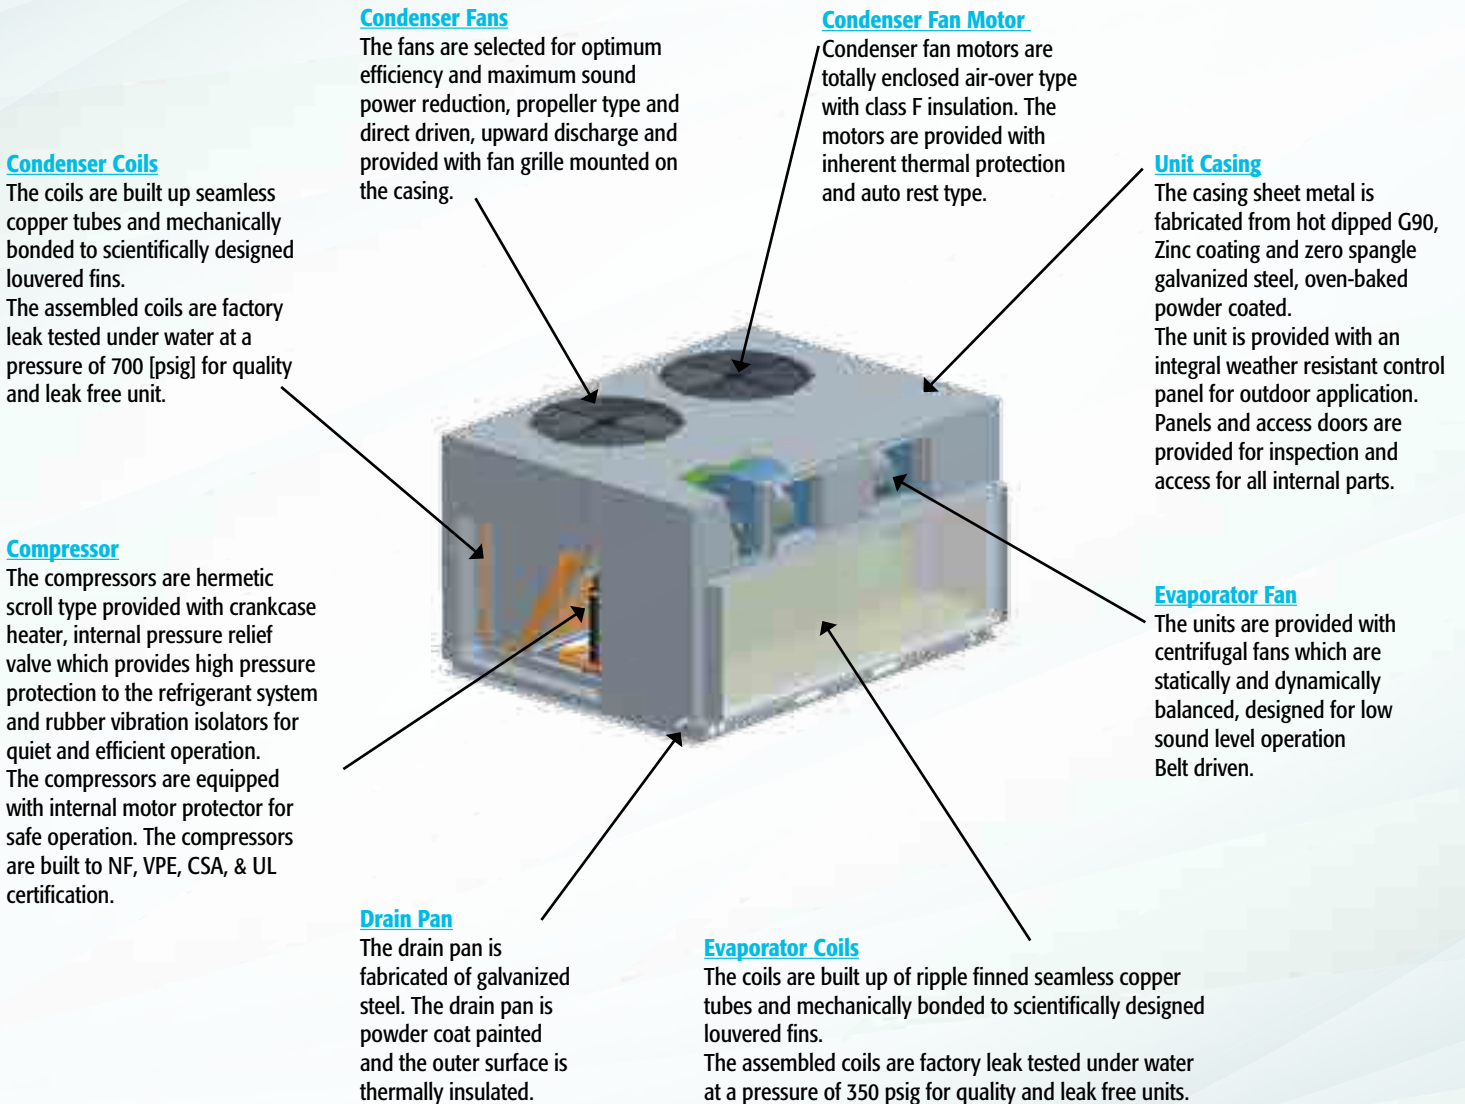 Condenser Fans
The fans are selected for optimum
efficiency and maximum sound
power reduction, propeller type and
direct driven, upward discharge and
provided with fan grille mounted on
the casing.
Condenser Fan Motor
Condenser fan motors are
totally enclosed air-over type
with class F insulation. The
motors are provided with
inherent thermal protection
and auto rest type.
Condenser Coils
The coils are built up seamless
copper tubes and mechanically
bonded to scientifically designed
louvered fins.
The assembled coils are factory
leak tested under water at a
pressure of 700 [psig] for quality
and leak free unit.
Unit Casing
The casing sheet metal is
fabricated from hot dipped G90,
Zinc coating and zero spangle
galvanized steel, oven-baked
powder coated.
The unit is provided with an
integral weather resistant control
panel for outdoor application.
Panels and access doors are
provided for inspection and
access for all internal parts.
Compressor
The compressors are hermetic
scroll type provided with crankcase
heater, internal pressure relief
valve which provides high pressure
protection to the refrigerant system
and rubber vibration isolators for
quiet and efficient operation.
The compressors are equipped
with internal motor protector for
safe operation. The compressors
are built to NF, VPE, CSA, & UL
certification.
Evaporator Fan
The units are provided with
centrifugal fans which are
statically and dynamically
balanced, designed for low
sound level operation
Belt driven.
Drain Pan
The drain pan is
fabricated of galvanized
steel. The drain pan is
powder coat painted
and the outer surface is
thermally insulated.
Evaporator Coils
The coils are built up of ripple finned seamless copper
tubes and mechanically bonded to scientifically designed
louvered fins.
The assembled coils are factory leak tested under water
at a pressure of 350 psig for quality and leak free units.